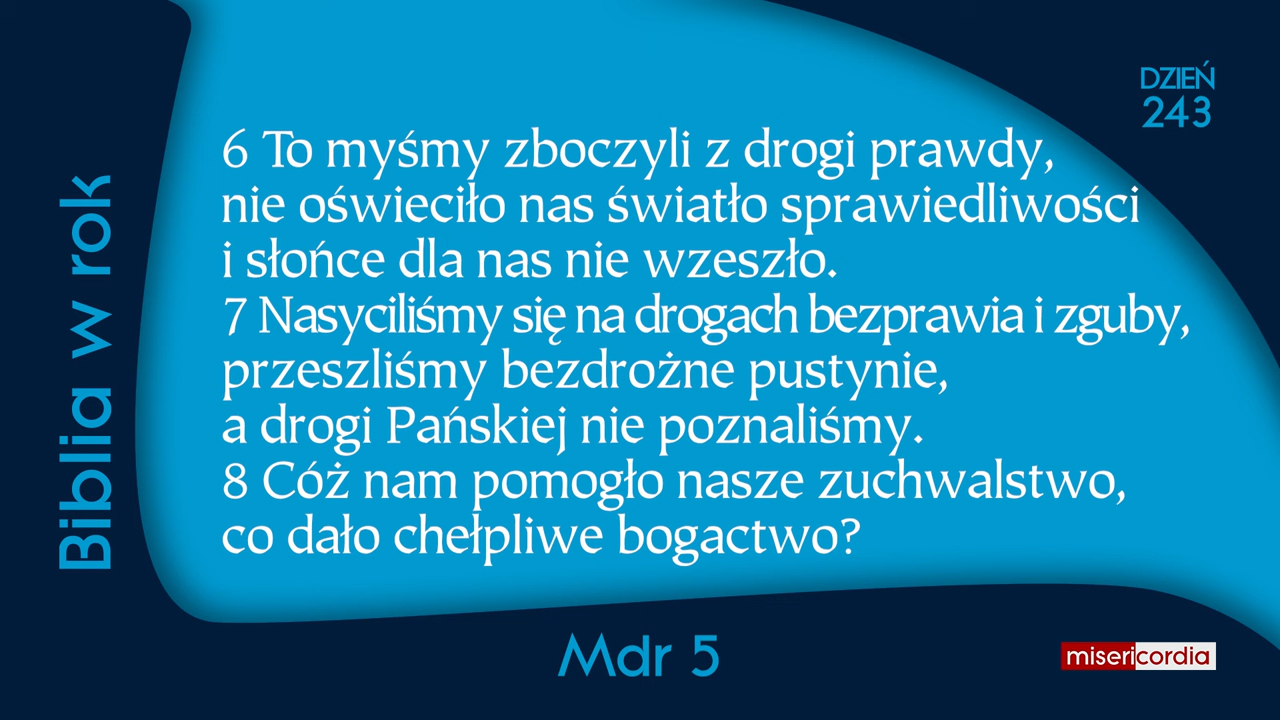 DZIEŃ
243
6 To myśmy zboczyli z drogi prawdy,
nie oświeciło nas światło sprawiedliwości
i słońce dla nas nie wzeszło.
7 Nasyciliśmy się na drogach bezprawia i zguby,
przeszliśmy bezdrożne pustynie,
a drogi Pańskiej nie poznaliśmy.
8 Cóż nam pomogło nasze zuchwalstwo,
co dało chełpliwe bogactwo?
Biblia w rok
Mdr 5
misericordia